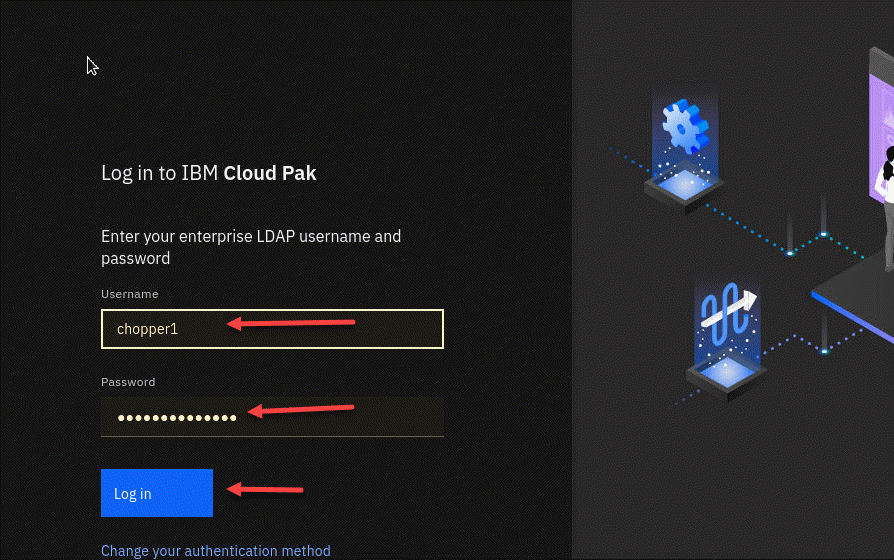 Log in to IBM Cloud Pak
Enter your enterprise LDAP username and
password
Username
chopper1
Password
●●●●●●●●●●●●●●
Log in
Change your authentication method